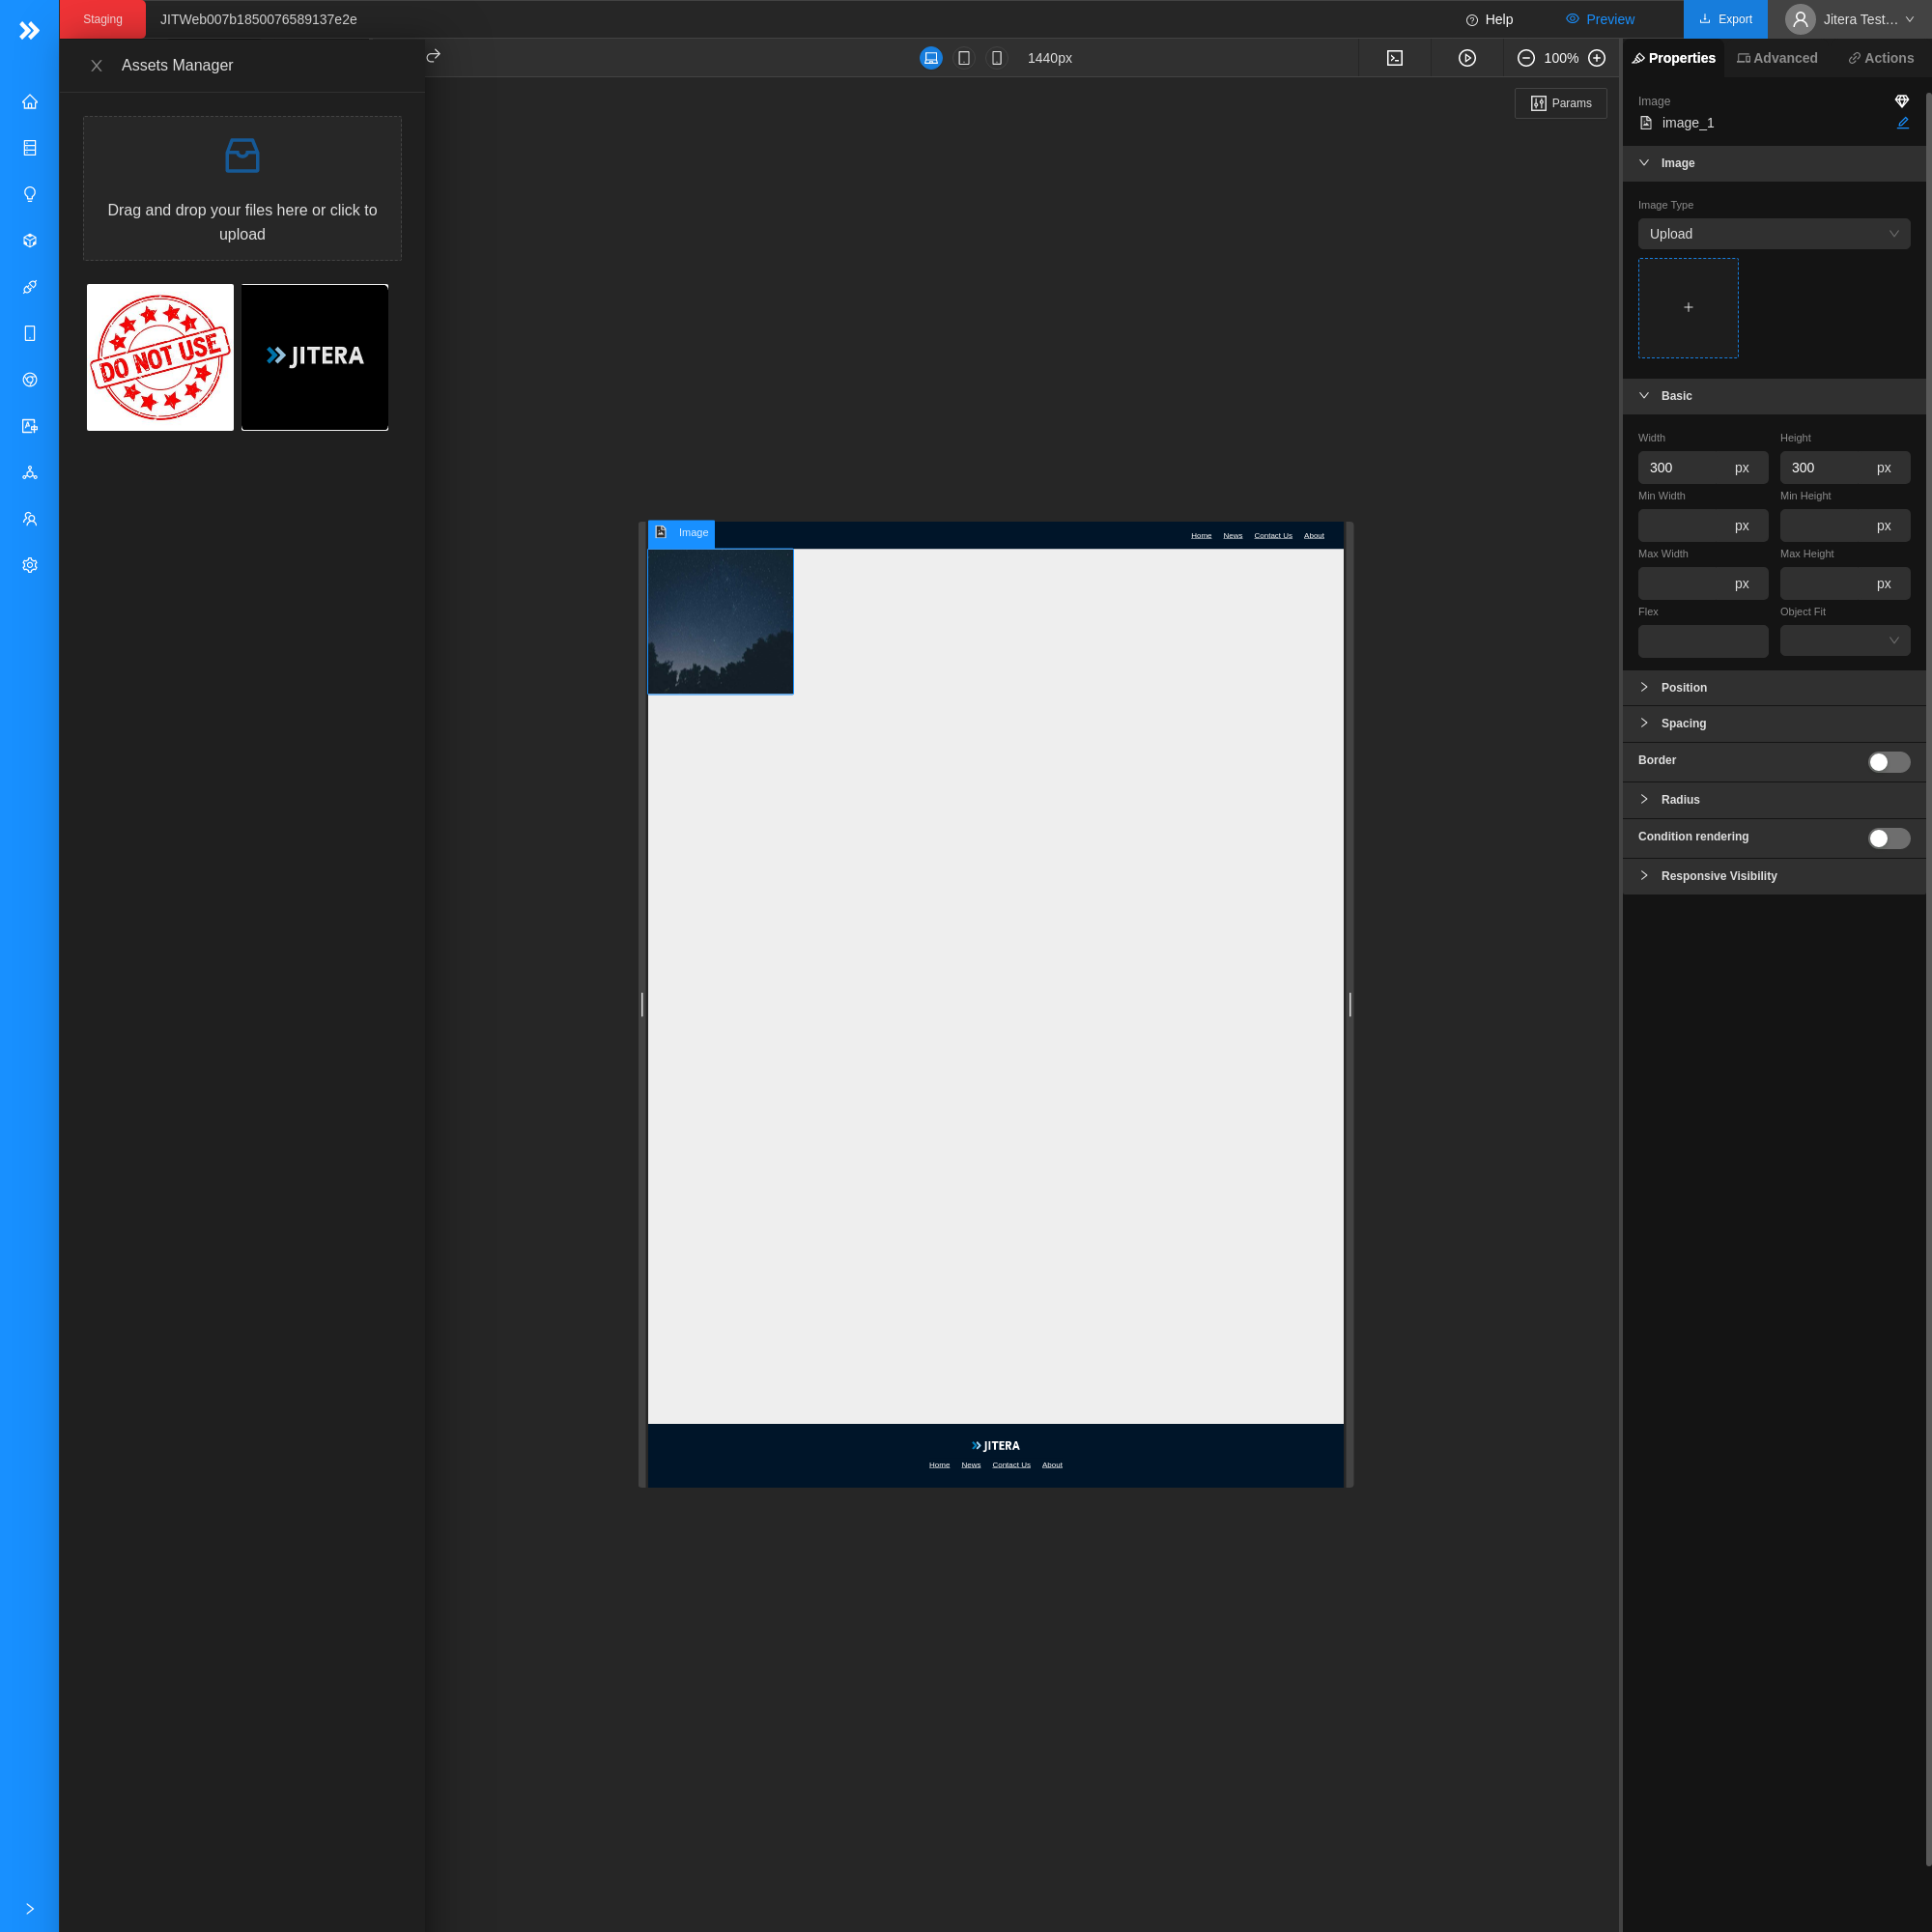 Staging
JITWeb007b1850076589137e2e
Help
Preview
Export
Jitera Test...
Assets Manager
1440px
100%
Properties
Advanced
Actions
Params
Drag and drop your files here or click to
upload
DO NOT USE
JITERA
Image
Home
News
Contact Us
About
JITERA
Home
News
Contact Us
About
Image
image_1
Image
Image Type
Upload
Basic
Width
Height
300 px
300 px
Min Width
Min Height
px
px
Max Width
Max Height
px
px
Flex
Object Fit
Position
Spacing
Border
Radius
Condition rendering
Responsive Visibility